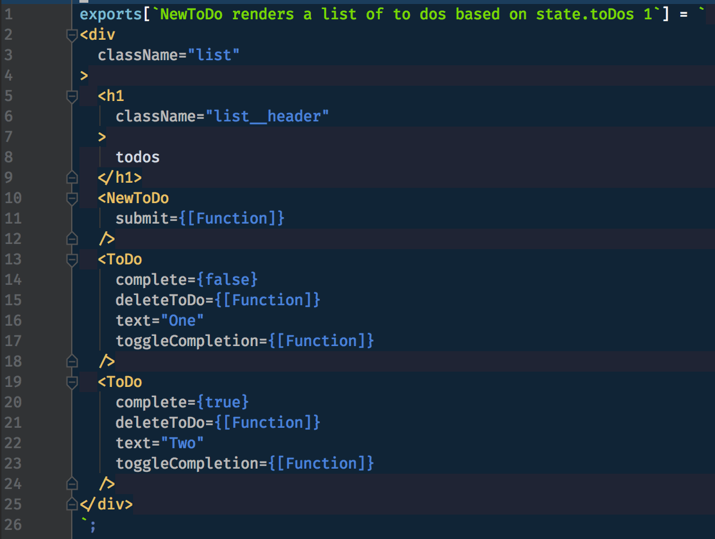 1 exports[`NewToDo renders a list of to dos based on state.toDos 1`] = `
2 <div
3   className="list"
4 >
5   <h1
6     className="list__header"
7   >
8     todos
9   </h1>
10   <NewToDo
11     submit={[Function]}
12   />
13   <ToDo
14     complete={false}
15     deleteToDo={[Function]}
16     text="One"
17     toggleCompletion={[Function]}
18   />
19   <ToDo
20     complete={true}
21     deleteToDo={[Function]}
22     text="Two"
23     toggleCompletion={[Function]}
24   />
25 </div>
26 `;